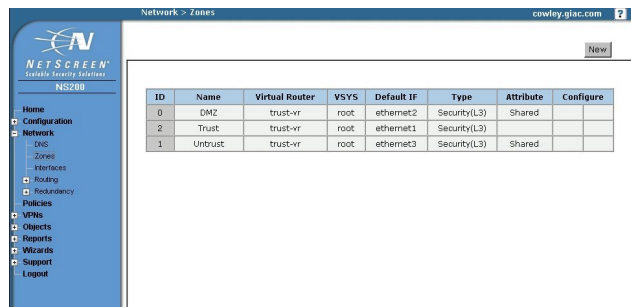 Network > Zones
cowley.giac.com
?
NETSCREEN
Scalable Security Solutions
NS200
Home
Configuration
Network
DNS
Zones
Interfaces
Routing
Redundancy
Policies
VPNs
Objects
Reports
Wizards
Support
Logout
New
ID Name Virtual Router VSYS Default IF Type Attribute Configure
0 DMZ trust-vr root ethernet2 Security(L3) Shared
2 Trust trust-vr root ethernet1 Security(L3)
1 Untrust trust-vr root ethernet3 Security(L3) Shared